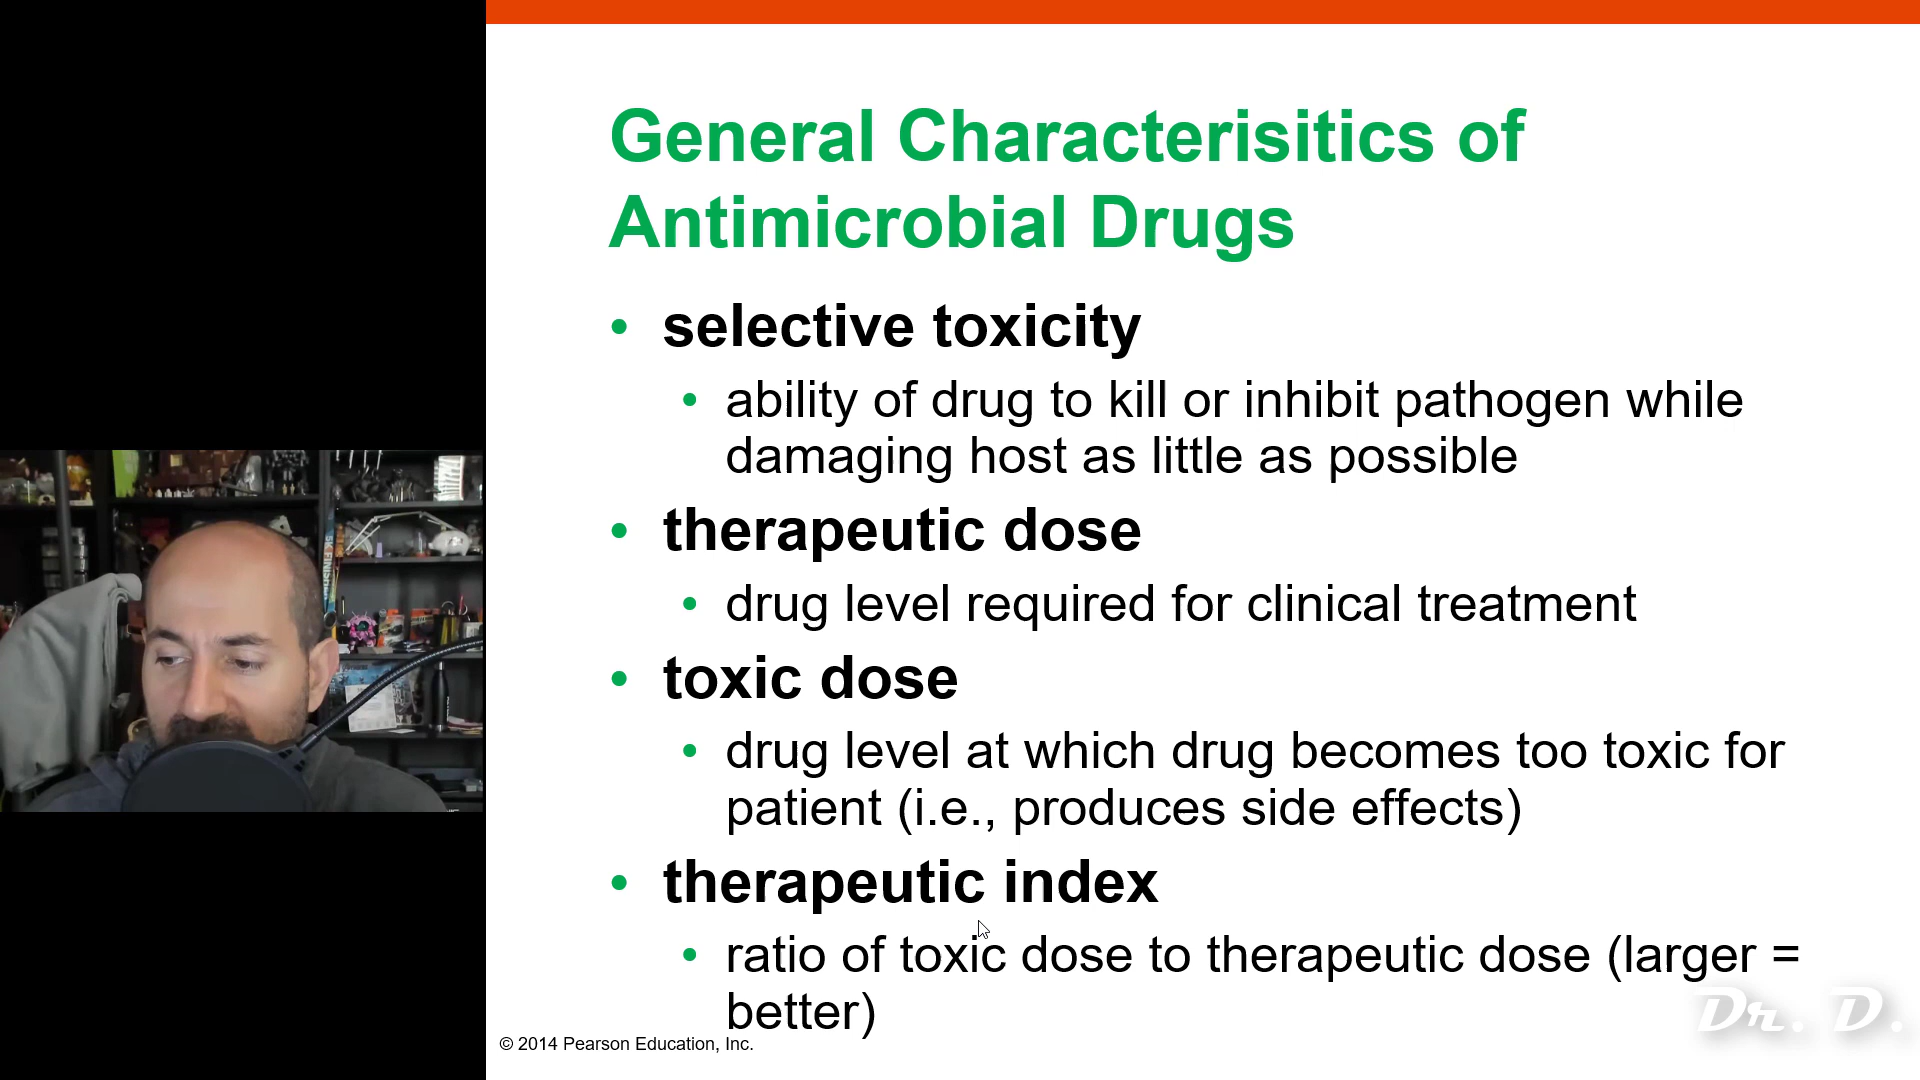 General Characterisitics of
Antimicrobial Drugs
• selective toxicity
• ability of drug to kill or inhibit pathogen while
damaging host as little as possible
• therapeutic dose
• drug level required for clinical treatment
• toxic dose
• drug level at which drug becomes too toxic for
patient (i.e., produces side effects)
• therapeutic index
• ratio of toxic dose to therapeutic dose (larger =
better)
© 2014 Pearson Education, Inc.
Dr. D.